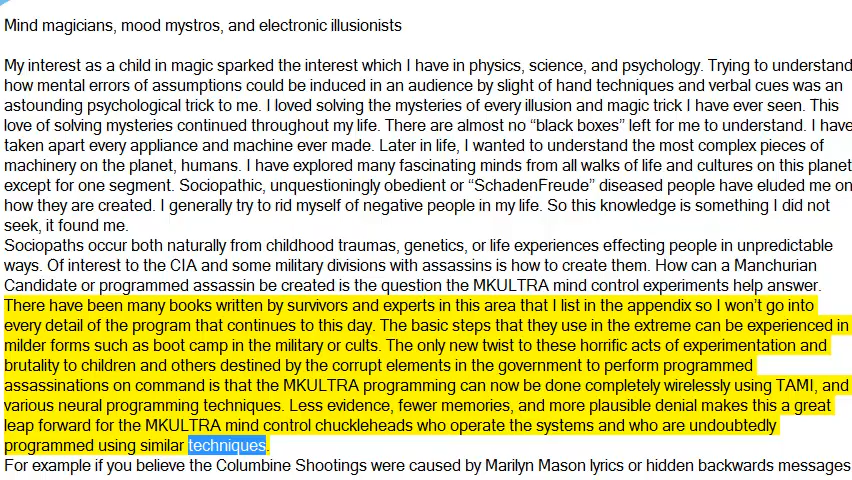 Mind magicians, mood mystros, and electronic illusionists
My interest as a child in magic sparked the interest which I have in physics, science, and psychology. Trying to understand
how mental errors of assumptions could be induced in an audience by slight of hand techniques and verbal cues was an
astounding psychological trick to me. I loved solving the mysteries of every illusion and magic trick I have ever seen. This
love of solving mysteries continued throughout my life. There are almost no “black boxes” left for me to understand. I have
taken apart every appliance and machine ever made. Later in life, I wanted to understand the most complex pieces of
machinery on the planet, humans. I have explored many fascinating minds from all walks of life and cultures on this planet
except for one segment. Sociopathic, unquestioningly obedient or “SchadenFreude” diseased people have eluded me on
how they are created. I generally try to rid myself of negative people in my life. So this knowledge is something I did not
seek, it found me.
Sociopaths occur both naturally from childhood traumas, genetics, or life experiences effecting people in unpredictable
ways. Of interest to the CIA and some military divisions with assassins is how to create them. How can a Manchurian
Candidate or programmed assassin be created is the question the MKULTRA mind control experiments help answer.
There have been many books written by survivors and experts in this area that I list in the appendix so I won’t go into
every detail of the program that continues to this day. The basic steps that they use in the extreme can be experienced in
milder forms such as boot camp in the military or cults. The only new twist to these horrific acts of experimentation and
brutality to children and others destined by the corrupt elements in the government to perform programmed
assassinations on command is that the MKULTRA programming can now be done completely wirelessly using TAMI, and
various neural programming techniques. Less evidence, fewer memories, and more plausible denial makes this a great
leap forward for the MKULTRA mind control chuckleheads who operate the systems and who are undoubtedly
programmed using similar techniques.
For example if you believe the Columbine Shootings were caused by Marilyn Mason lyrics or hidden backwards messages